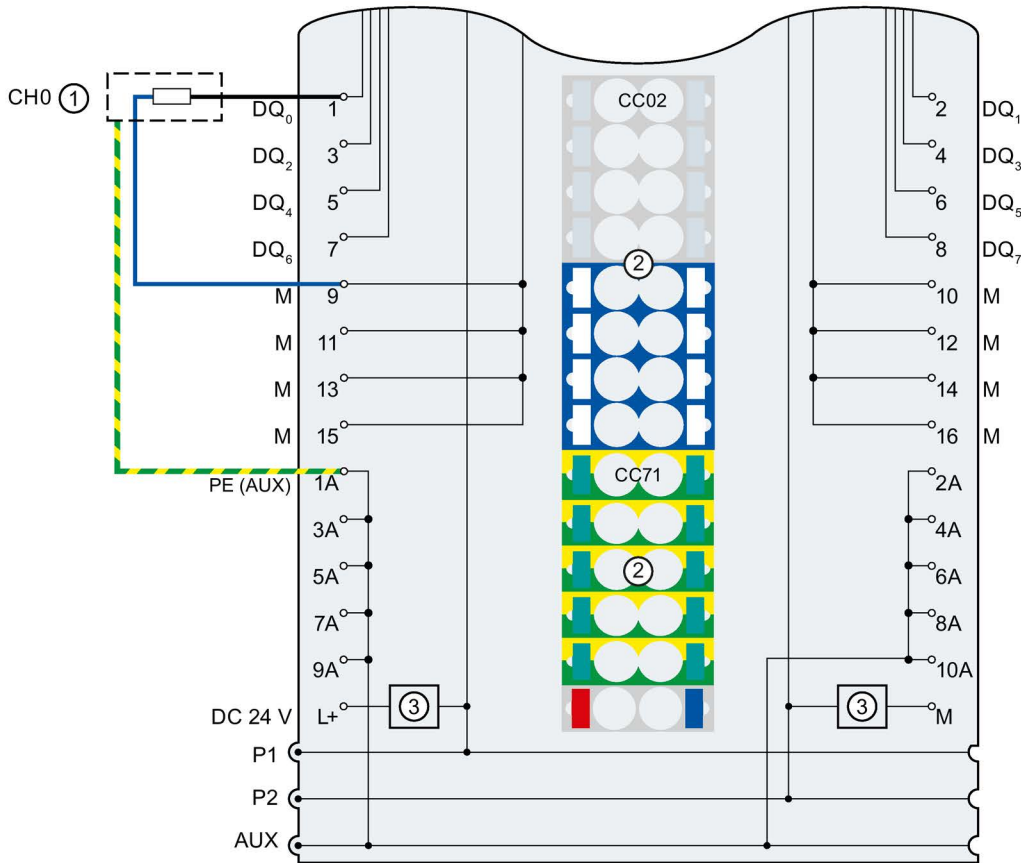 CC02
CH0 ①
DQ0 1 2 DQ1
DQ2 3 4 DQ3
DQ4 5 6 DQ5
DQ6 7 8 DQ7
②
M 9 10 M
M 11 12 M
M 13 14 M
M 15 16 M
PE (AUX) 1A CC71 2A
3A 4A
5A ② 6A
7A 8A
9A 10A
DC 24 V L+ ③ ③ M
P1
P2
AUX